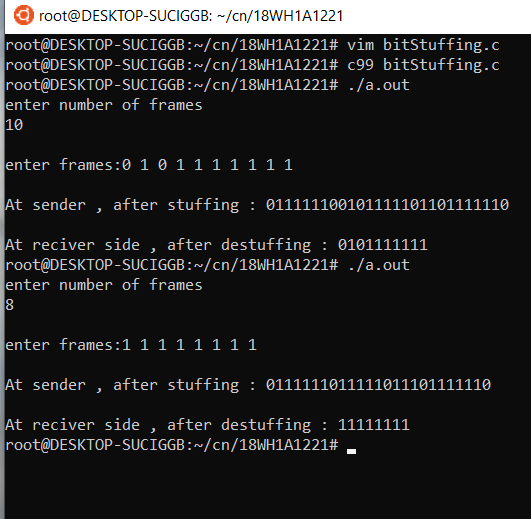 root@DESKTOP-SUCIGGB: ~/cn/18WH1A1221
root@DESKTOP-SUCIGGB:~/cn/18WH1A1221# vim bitStuffing.c
root@DESKTOP-SUCIGGB:~/cn/18WH1A1221# c99 bitStuffing.c
root@DESKTOP-SUCIGGB:~/cn/18WH1A1221# ./a.out
enter number of frames
10
enter frames:0 1 0 1 1 1 1 1 1 1
At sender , after stuffing : 011111100101111101101111110
At reciver side , after destuffing : 0101111111
root@DESKTOP-SUCIGGB:~/cn/18WH1A1221# ./a.out
enter number of frames
8
enter frames:1 1 1 1 1 1 1 1
At sender , after stuffing : 0111111011111011101111110
At reciver side , after destuffing : 11111111
root@DESKTOP-SUCIGGB:~/cn/18WH1A1221#